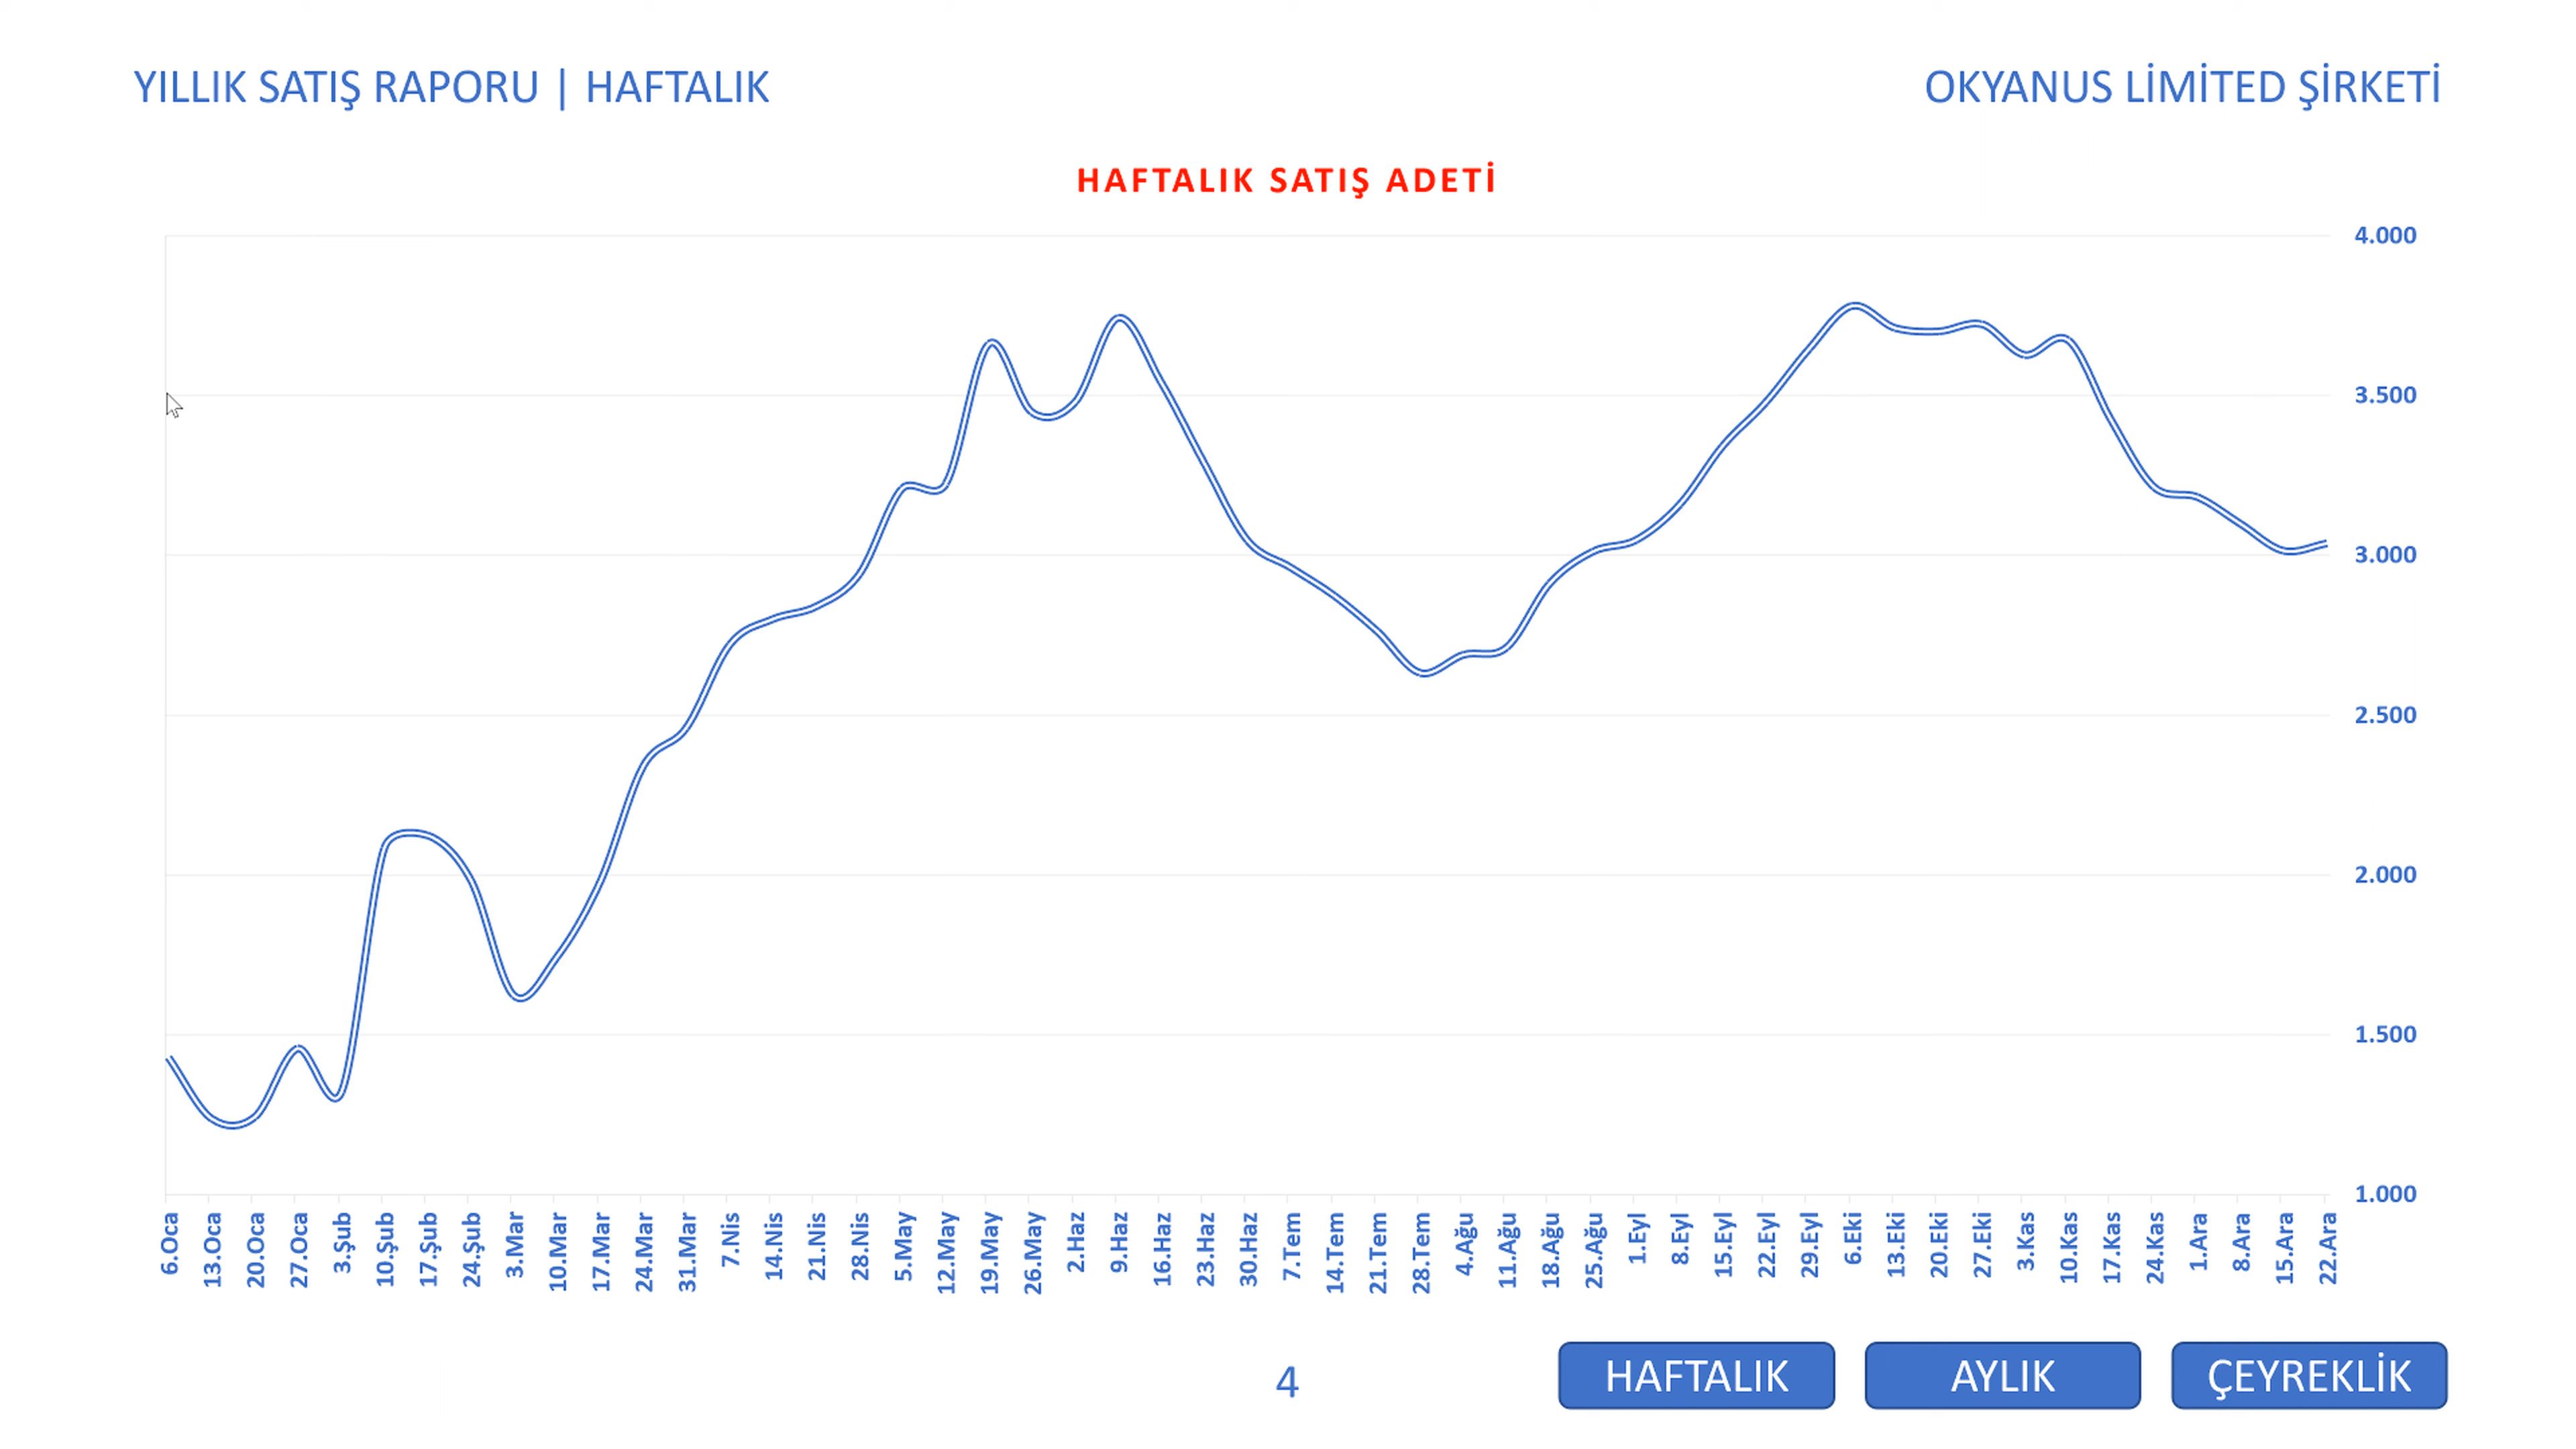 YILLIK SATIŞ RAPORU | HAFTALIK
OKYANUS LİMİTED ŞİRKETİ
HAFTALIK SATIŞ ADETİ
4.000
3.500
3.000
2.500
2.000
1.500
1.000
6.Oca
13.Oca
20.Oca
27.Oca
3.Şub
10.Şub
17.Şub
24.Şub
3.Mar
10.Mar
17.Mar
24.Mar
31.Mar
7.Nis
14.Nis
21.Nis
28.Nis
5.May
12.May
19.May
26.May
2.Haz
9.Haz
16.Haz
23.Haz
30.Haz
7.Tem
14.Tem
21.Tem
28.Tem
4.Ağu
11.Ağu
18.Ağu
25.Ağu
1.Eyl
8.Eyl
15.Eyl
22.Eyl
29.Eyl
6.Eki
13.Eki
20.Eki
27.Eki
3.Kas
10.Kas
17.Kas
24.Kas
1.Ara
8.Ara
15.Ara
22.Ara
4
HAFTALIK
AYLIK
ÇEYREKLİK